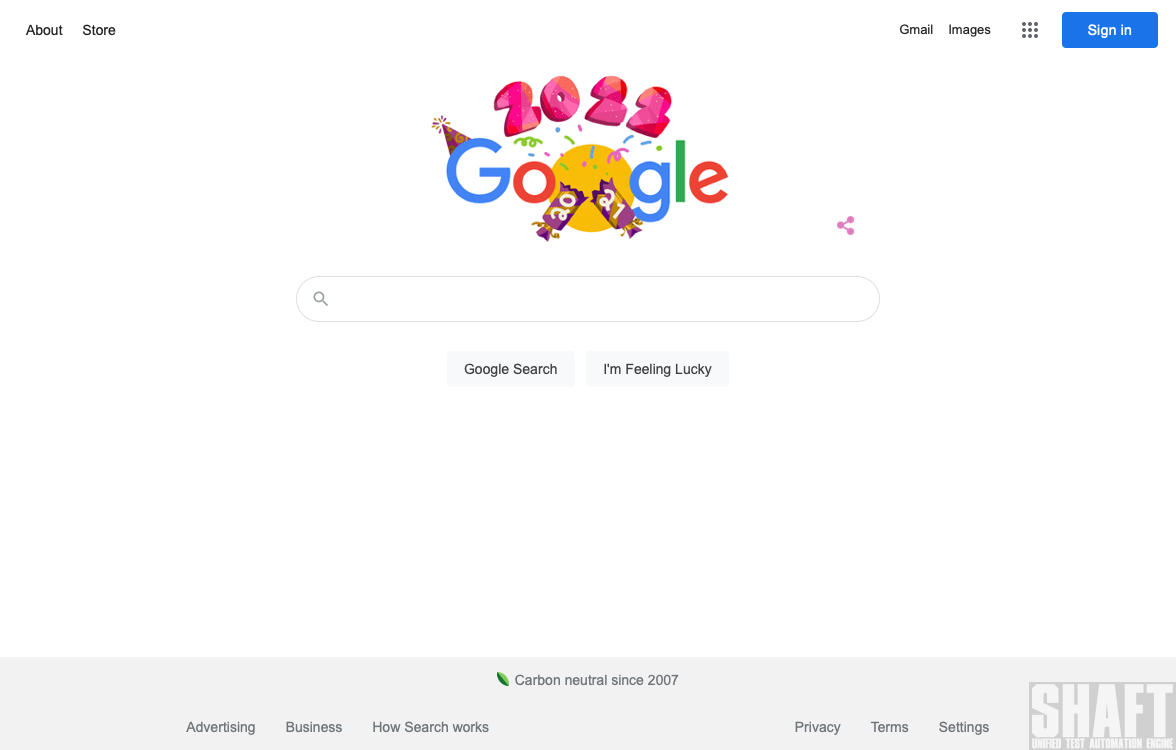 About Store
Gmail Images
Sign in
2022
Google
20 21
Google Search
I'm Feeling Lucky
Carbon neutral since 2007
Advertising Business How Search works
Privacy Terms Settings
SHAFT
UNIFIED TEST AUTOMATION ENGINE